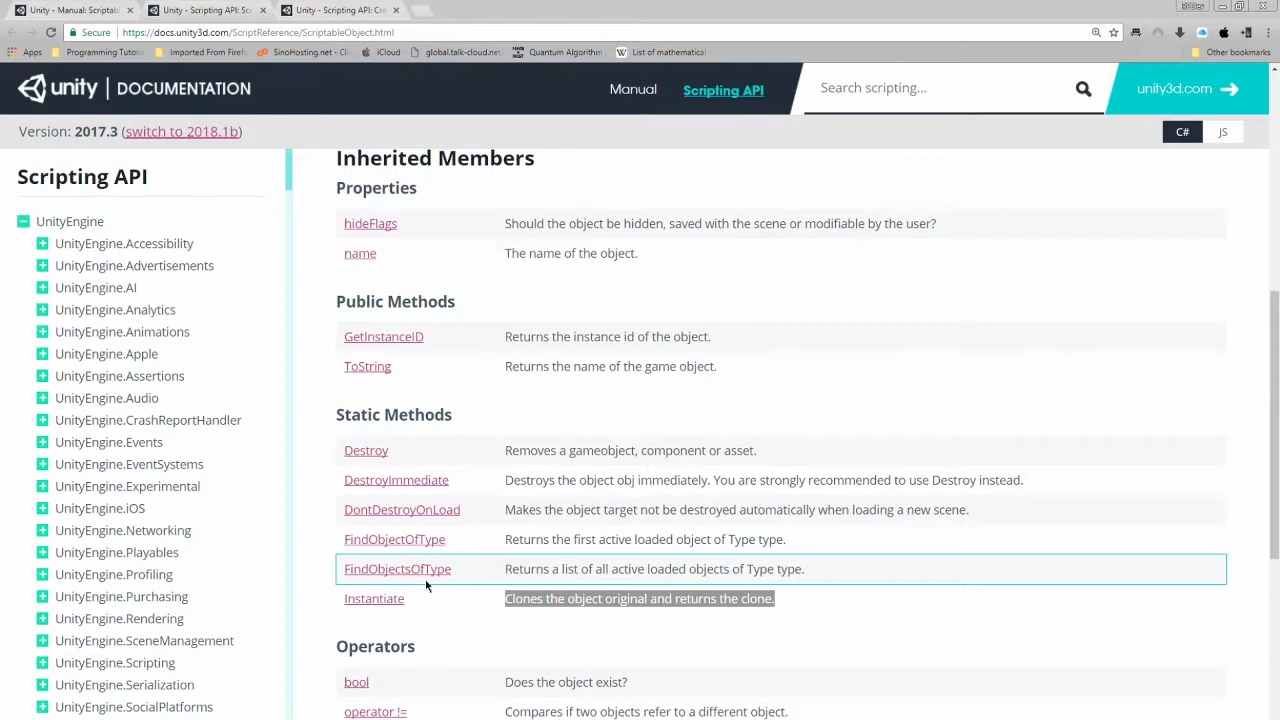 Unity - Manual: Scriptabl
Unity - Scripting API: Sc
Unity - Scripting API: Cre
Secure
https://docs.unity3d.com/ScriptReference/ScriptableObject.html
Apps
Programming Tutori
Imported From Firefo
SinoHosting.net - Clo
iCloud
global.talk-cloud.net
Quantum Algorithm
List of mathematical
Other bookmarks
unity | DOCUMENTATION
Manual
Scripting API
Search scripting...
unity3d.com
Version: 2017.3 (switch to 2018.1b)
C#
JS
Scripting API
UnityEngine
UnityEngine.Accessibility
UnityEngine.Advertisements
UnityEngine.AI
UnityEngine.Analytics
UnityEngine.Animations
UnityEngine.Apple
UnityEngine.Assertions
UnityEngine.Audio
UnityEngine.CrashReportHandler
UnityEngine.Events
UnityEngine.EventSystems
UnityEngine.Experimental
UnityEngine.iOS
UnityEngine.Networking
UnityEngine.Playables
UnityEngine.Profiling
UnityEngine.Purchasing
UnityEngine.Rendering
UnityEngine.SceneManagement
UnityEngine.Scripting
UnityEngine.Serialization
UnityEngine.SocialPlatforms
Inherited Members
Properties
hideFlags Should the object be hidden, saved with the scene or modifiable by the user?
name The name of the object.
Public Methods
GetInstanceID Returns the instance id of the object.
ToString Returns the name of the game object.
Static Methods
Destroy Removes a gameobject, component or asset.
DestroyImmediate Destroys the object obj immediately. You are strongly recommended to use Destroy instead.
DontDestroyOnLoad Makes the object target not be destroyed automatically when loading a new scene.
FindObjectOfType Returns the first active loaded object of Type type.
FindObjectsOfType Returns a list of all active loaded objects of Type type.
Instantiate Clones the object original and returns the clone.
Operators
bool Does the object exist?
operator != Compares if two objects refer to a different object.